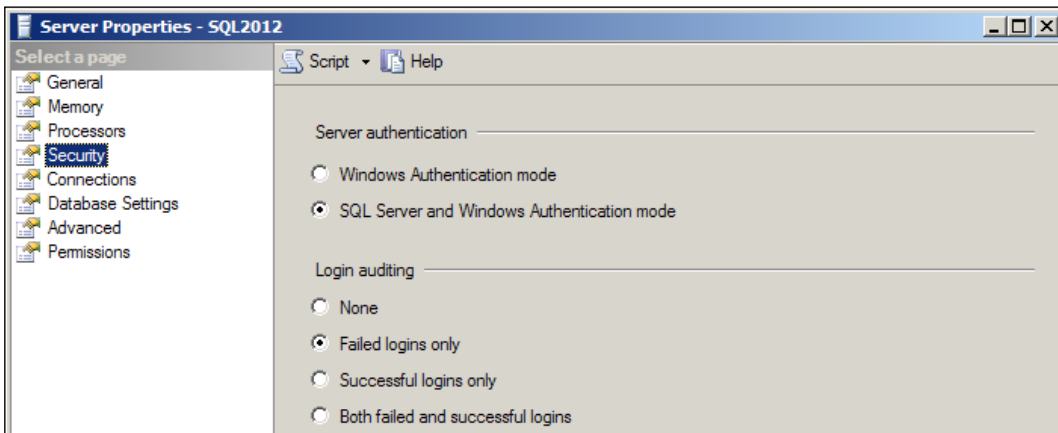 Server Properties - SQL2012
Select a page
General
Memory
Processors
Security
Connections
Database Settings
Advanced
Permissions
Script Help
Server authentication
Windows Authentication mode
SQL Server and Windows Authentication mode
Login auditing
None
Failed logins only
Successful logins only
Both failed and successful logins